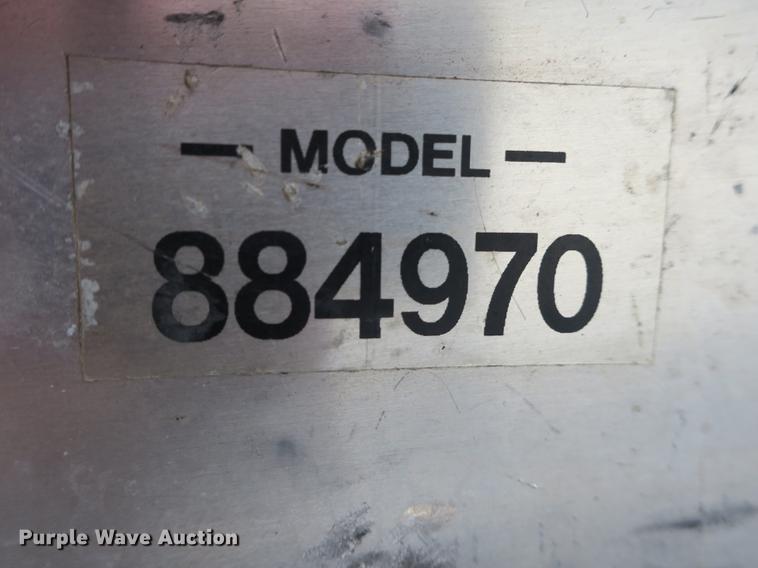 — MODEL —
884970
Purple Wave Auction